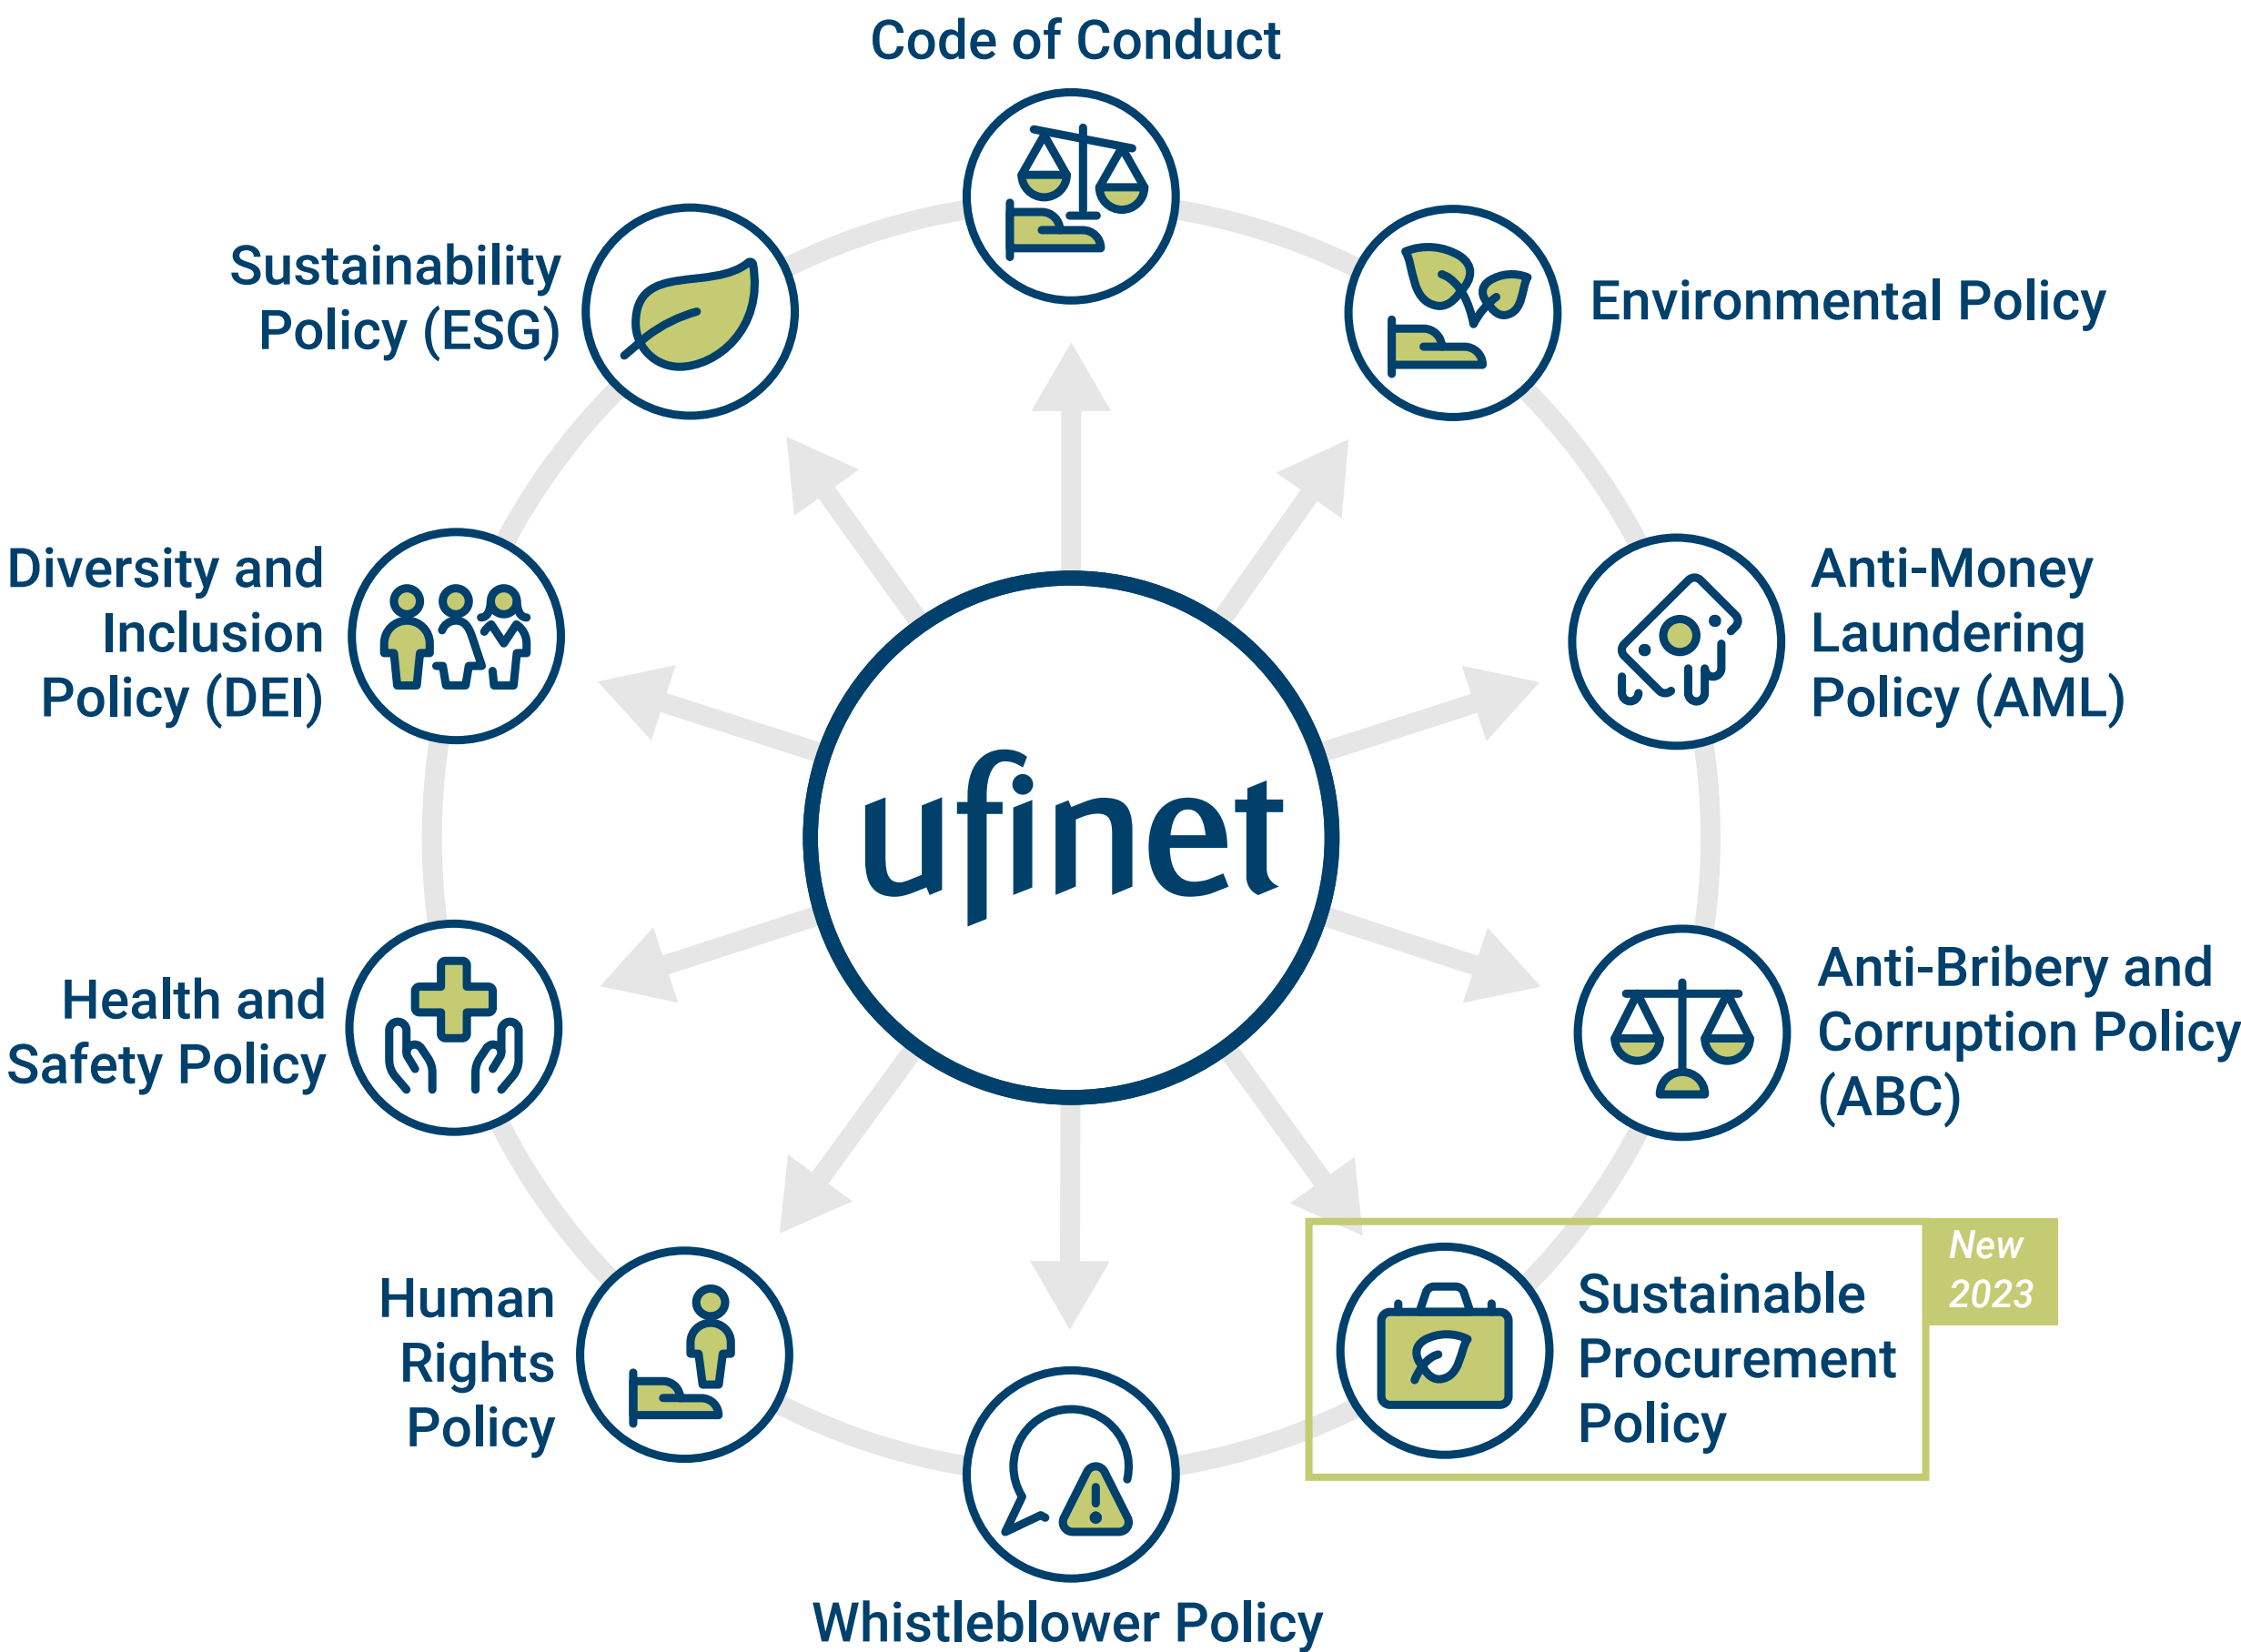 Code of Conduct
Sustainability
Policy (ESG)
Environmental Policy
Diversity and
Inclusion
Policy (DEI)
Anti-Money
Laundering
Policy (AML)
ufinet
Health and
Safety Policy
Anti-Bribery and
Corruption Policy
(ABC)
Human
Rights
Policy
New
2023
Sustainable
Procurement
Policy
Whistleblower Policy